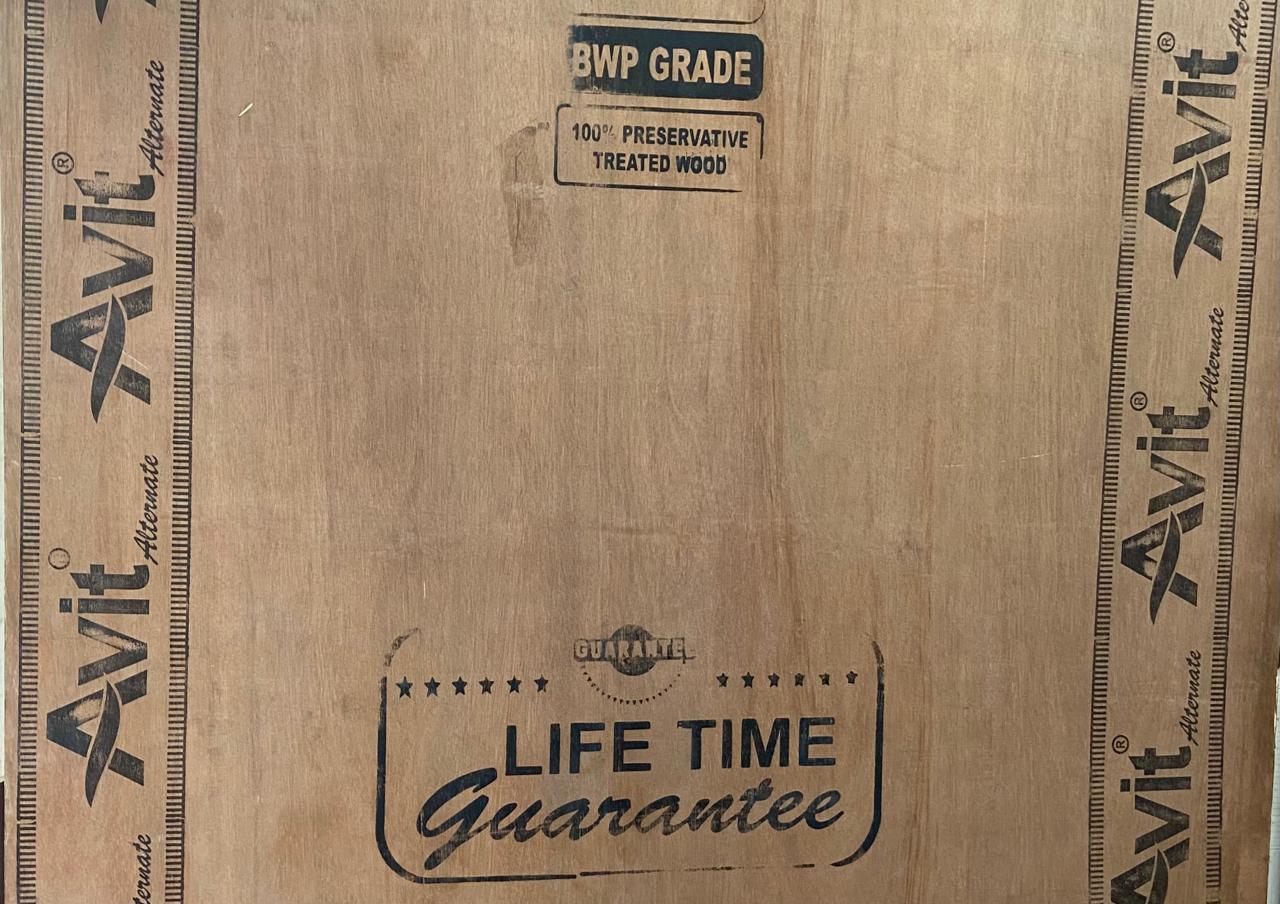 BWP GRADE
100% PRESERVATIVE
TREATED WOOD
Avit®
Alternate
Avit®
Alternate
Avit®
Alternate
Avit®
Alternate
Avit®
GUARANTEE
LIFE TIME
Guarantee